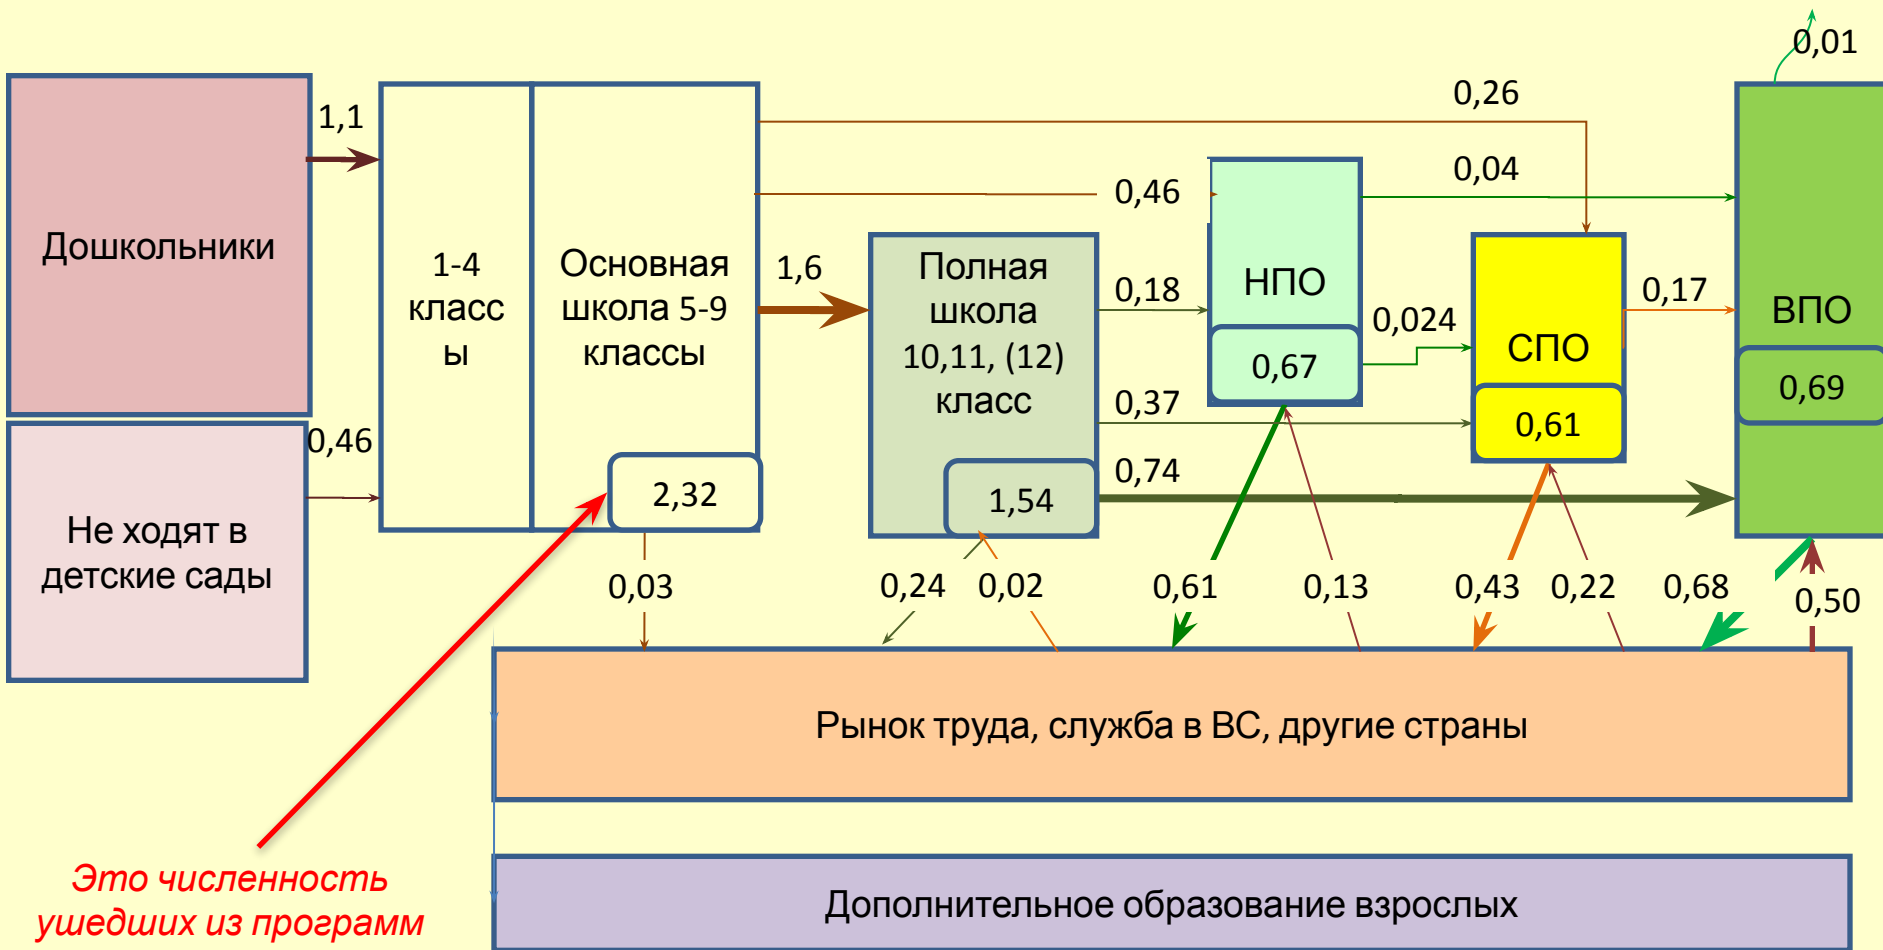 0,01
0,26
1,1
0,04
0,46
Дошкольники
1-4
класс
ы
Основная
школа 5-9
классы
1,6
Полная
школа
10,11, (12)
класс
0,18
НПО
0,67
0,024
СПО
0,61
0,17
ВПО
0,69
0,37
0,74
0,46
2,32
1,54
Не ходят в
детские сады
0,03
0,24
0,02
0,61
0,13
0,43
0,22
0,68
0,50
Рынок труда, служба в ВС, другие страны
Это численность
ушедших из программ
Дополнительное образование взрослых